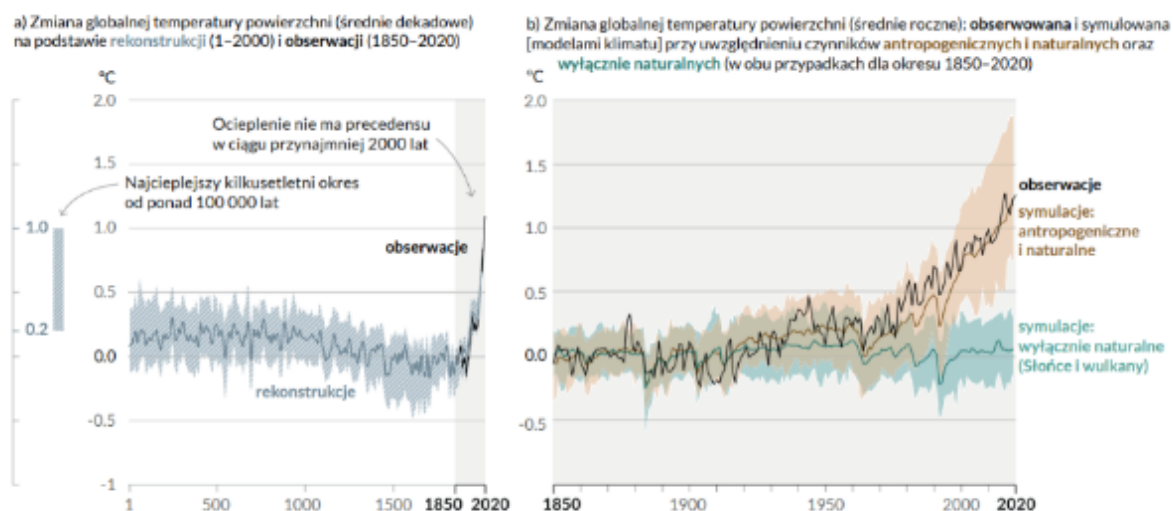 a) Zmiana globalnej temperatury powierzchni (średnie dekadowe)
na podstawie rekonstrukcji (1–2000) i obserwacji (1850–2020)
°C
2.0
1.5
1.0
0.5
0.0
-0.5
-1
1.0
0.2
Ocieplenie nie ma precedensu
w ciągu przynajmniej 2000 lat
Najcieplejszy kilkusetletni okres
od ponad 100 000 lat
obserwacje
rekonstrukcje
1 500 1000 1500 1850 2020
b) Zmiana globalnej temperatury powierzchni (średnie roczne); obserwowana i symulowana
[modelami klimatu] przy uwzględnieniu czynników antropogenicznych i naturalnych oraz
wyłącznie naturalnych (w obu przypadkach dla okresu 1850–2020)
°C
2.0
1.5
1.0
0.5
0.0
-0.5
obserwacje
symulacje:
antropogeniczne
i naturalne
symulacje:
wyłącznie naturalne
(Słońce i wulkany)
1850 1900 1950 2000 2020